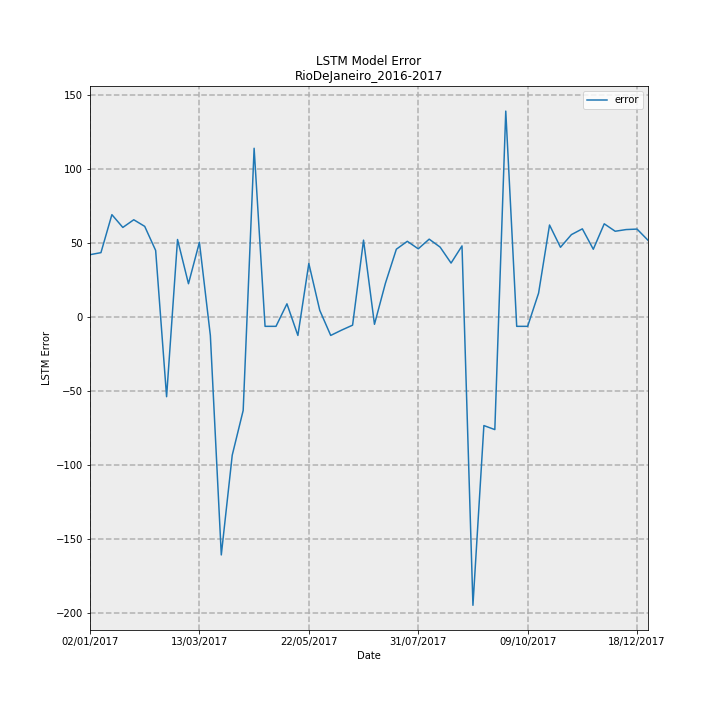 LSTM Model Error
RioDeJaneiro_2016-2017
error
150
100
50
0
−50
−100
−150
−200
LSTM Error
02/01/2017 13/03/2017 22/05/2017 31/07/2017 09/10/2017 18/12/2017
Date